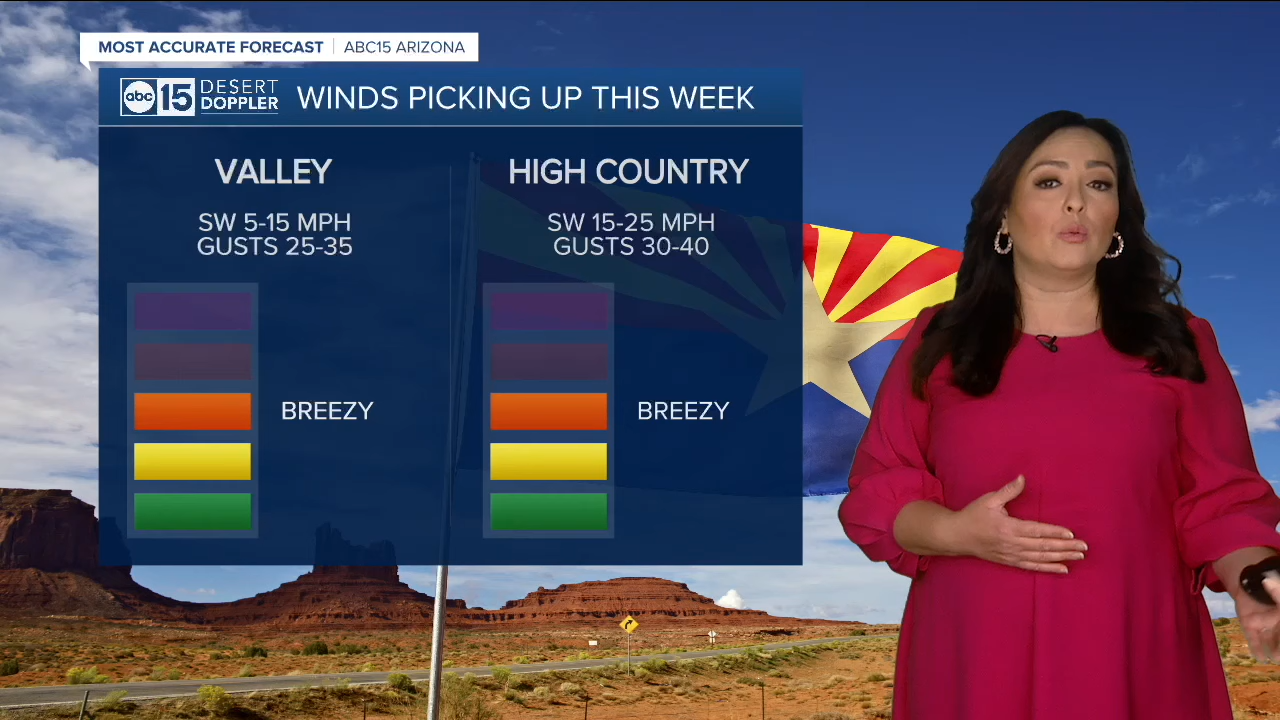 MOST ACCURATE FORECAST | ABC15 ARIZONA
abc 15 DESERT DOPPLER WINDS PICKING UP THIS WEEK
VALLEY
SW 5-15 MPH
GUSTS 25-35
BREEZY
HIGH COUNTRY
SW 15-25 MPH
GUSTS 30-40
BREEZY